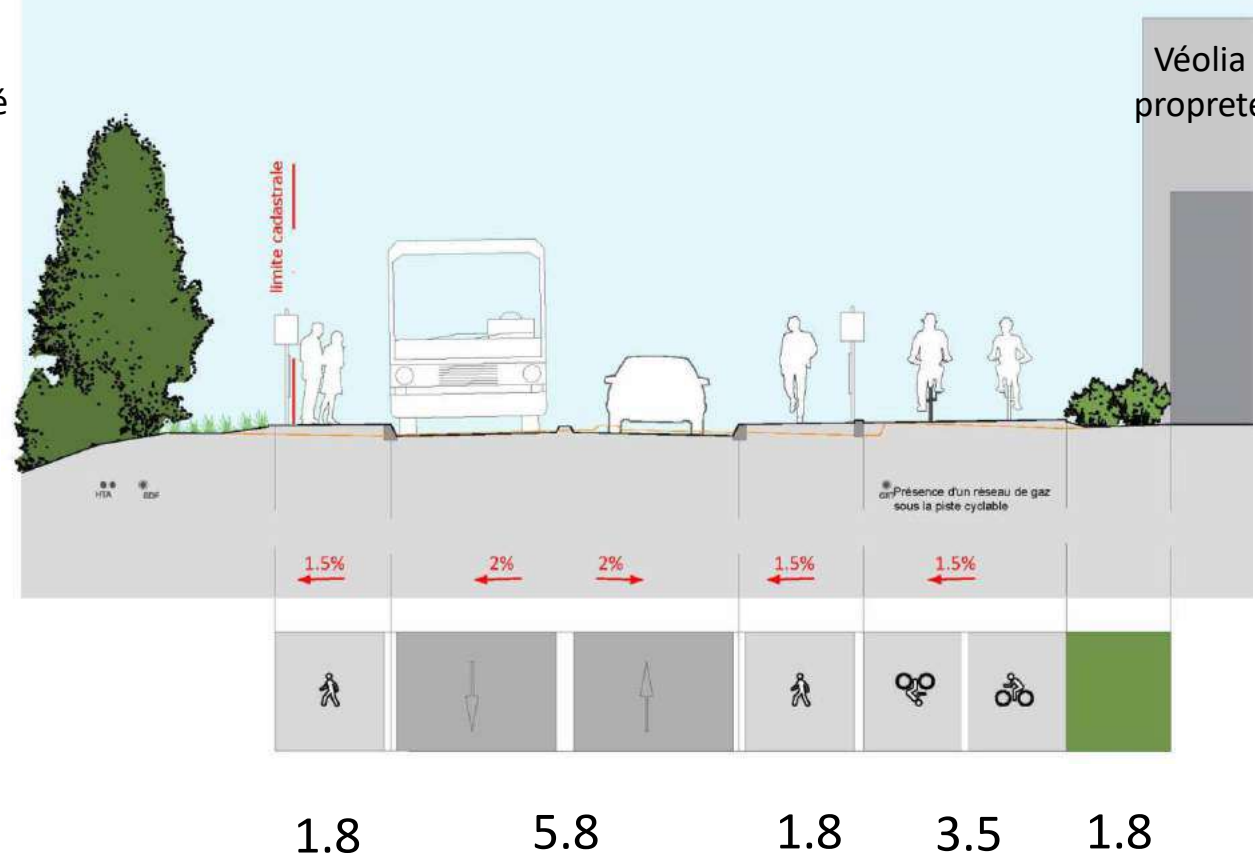 é
Véolia
propreté
limite cadastrale
HTA
EDF
Présence d'un réseau de gaz
sous la piste cyclable
1.5%
2%
2%
1.5%
1.5%
1.8
5.8
1.8
3.5
1.8